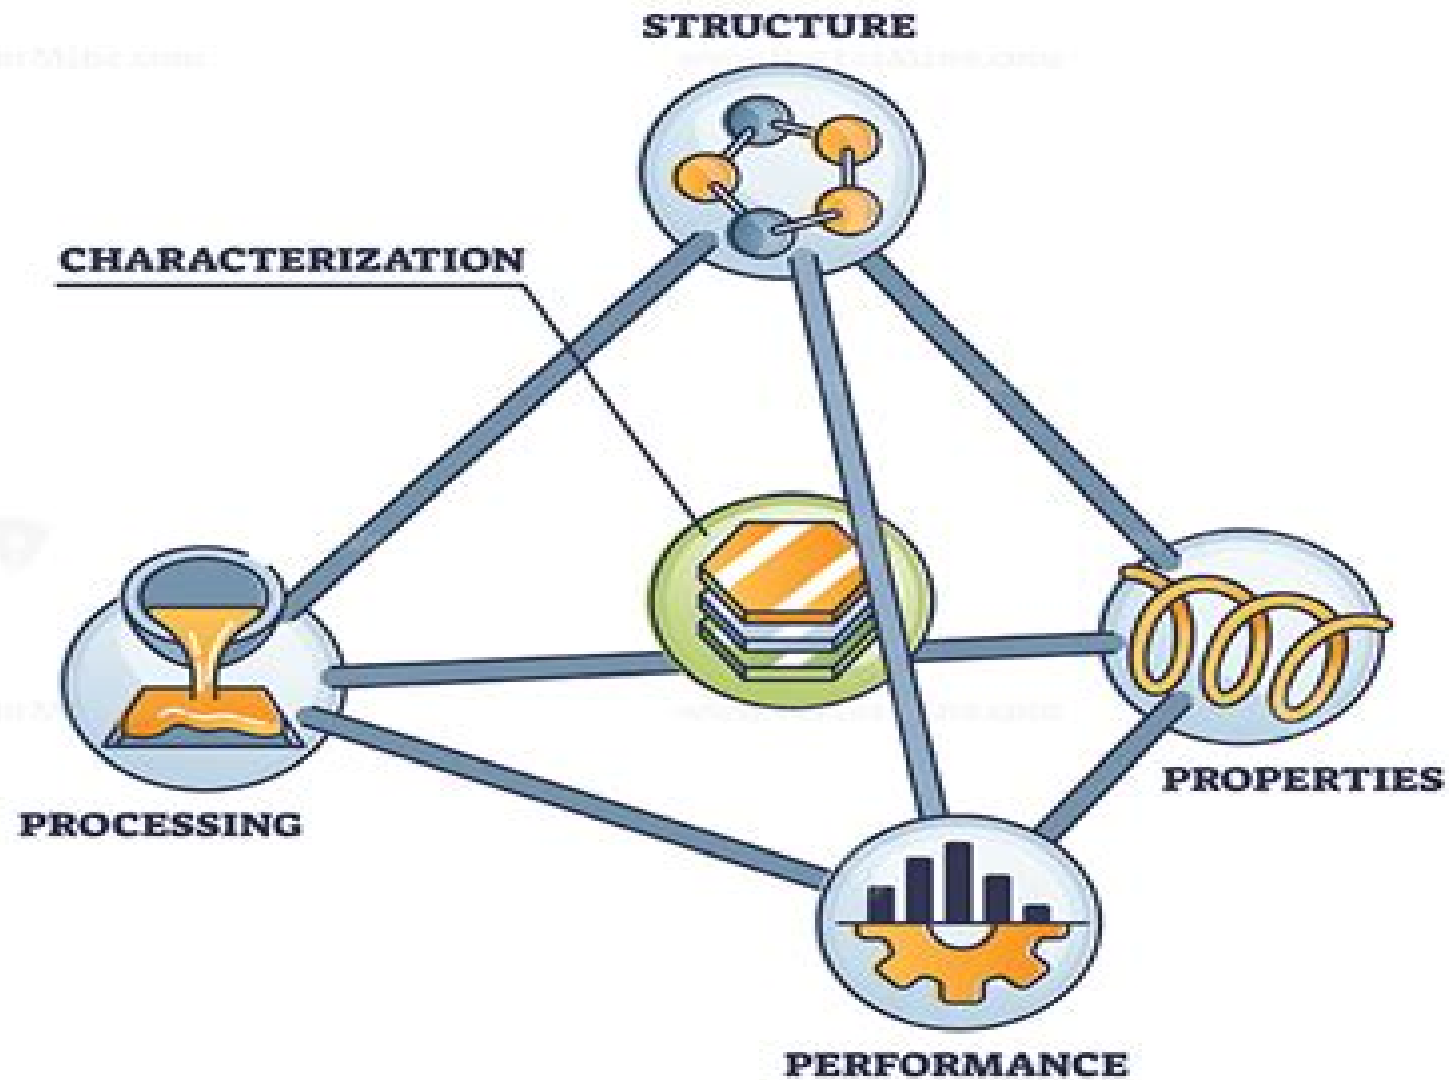 STRUCTURE
CHARACTERIZATION
PROPERTIES
PROCESSING
PERFORMANCE